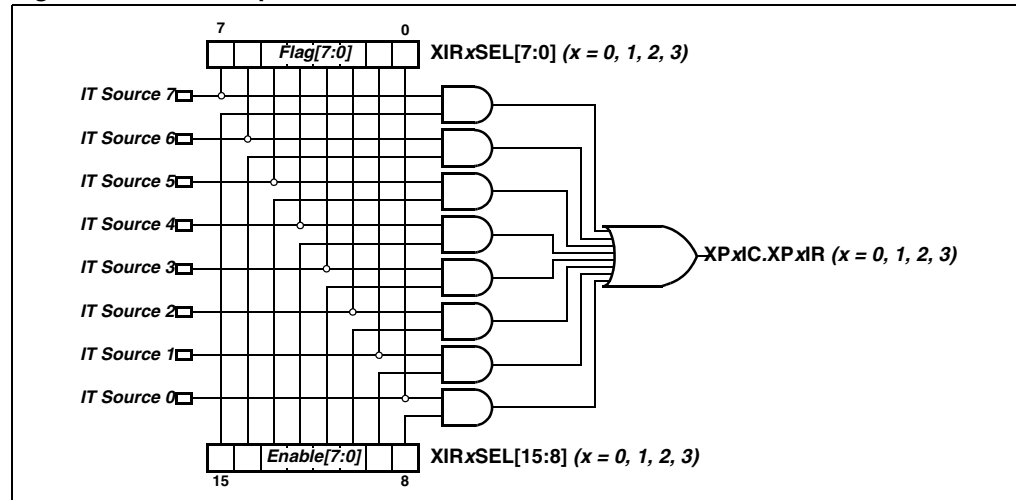 7 0
Flag[7:0] XIRxSEL[7:0] (x = 0, 1, 2, 3)
IT Source 7
IT Source 6
IT Source 5
IT Source 4
XPxIC.XPxIR (x = 0, 1, 2, 3)
IT Source 3
IT Source 2
IT Source 1
IT Source 0
Enable[7:0] XIRxSEL[15:8] (x = 0, 1, 2, 3)
15 8